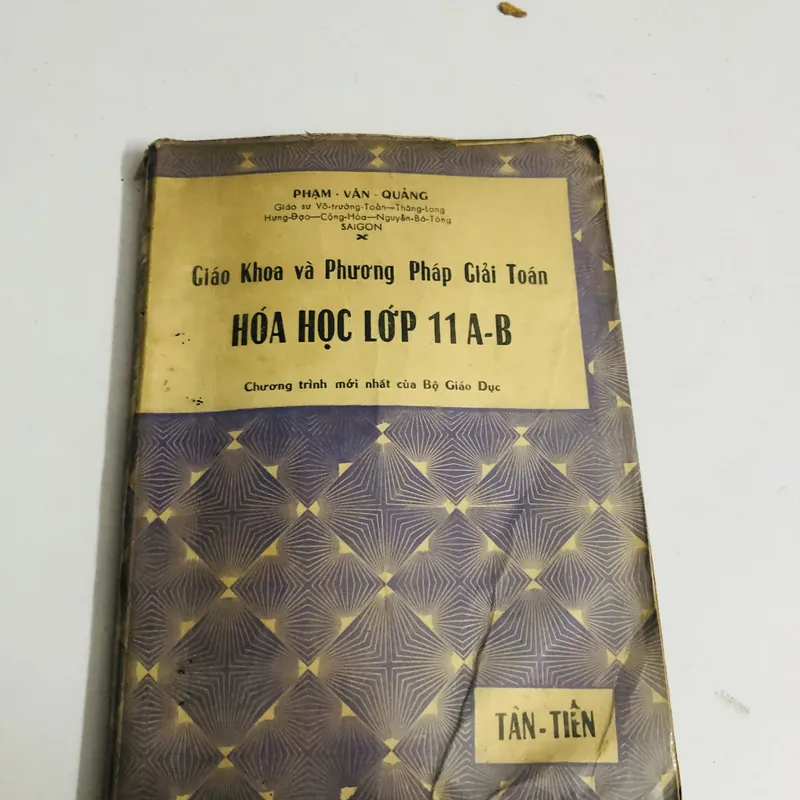 PHẠM - VĂN - QUẢNG
Giáo sư Võ-trường-Toản—Thăng-Long
Hưng-Đạo—Cộng-Hòa—Nguyễn-Bá-Tòng
SAIGON
Giáo Khoa và Phương Pháp Giải Toán
HÓA HỌC LỚP 11 A-B
Chương trình mới nhất của Bộ Giáo Dục
TÂN-TIẾN